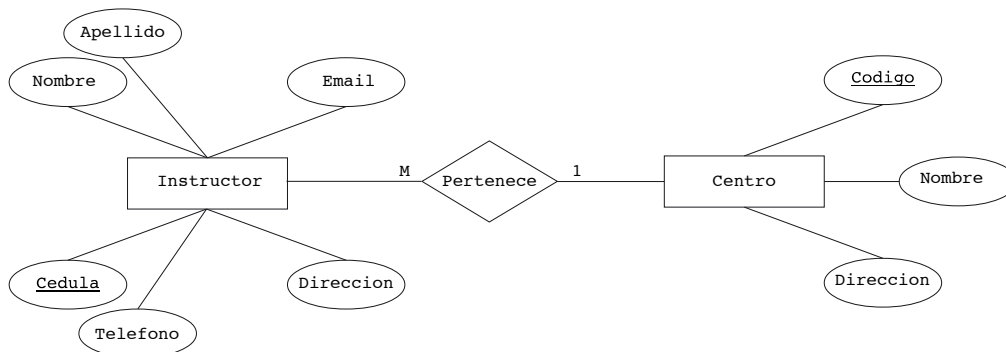 Apellido
Nombre
Email
Codigo
Instructor
M
Pertenece
1
Centro
Nombre
Cedula
Direccion
Direccion
Telefono